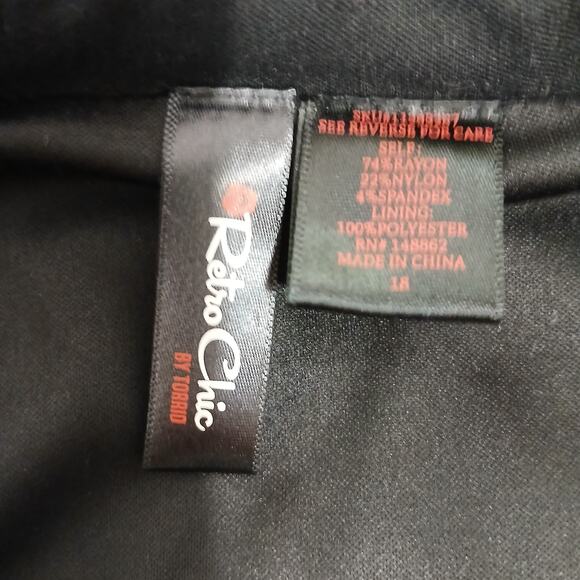 Retro Chic
BY TORRID
SEE REVERSE FOR CARE
SELF:
74%RAYON
22%NYLON
4%SPANDEX
LINING:
100%POLYESTER
RN# 148862
MADE IN CHINA
18